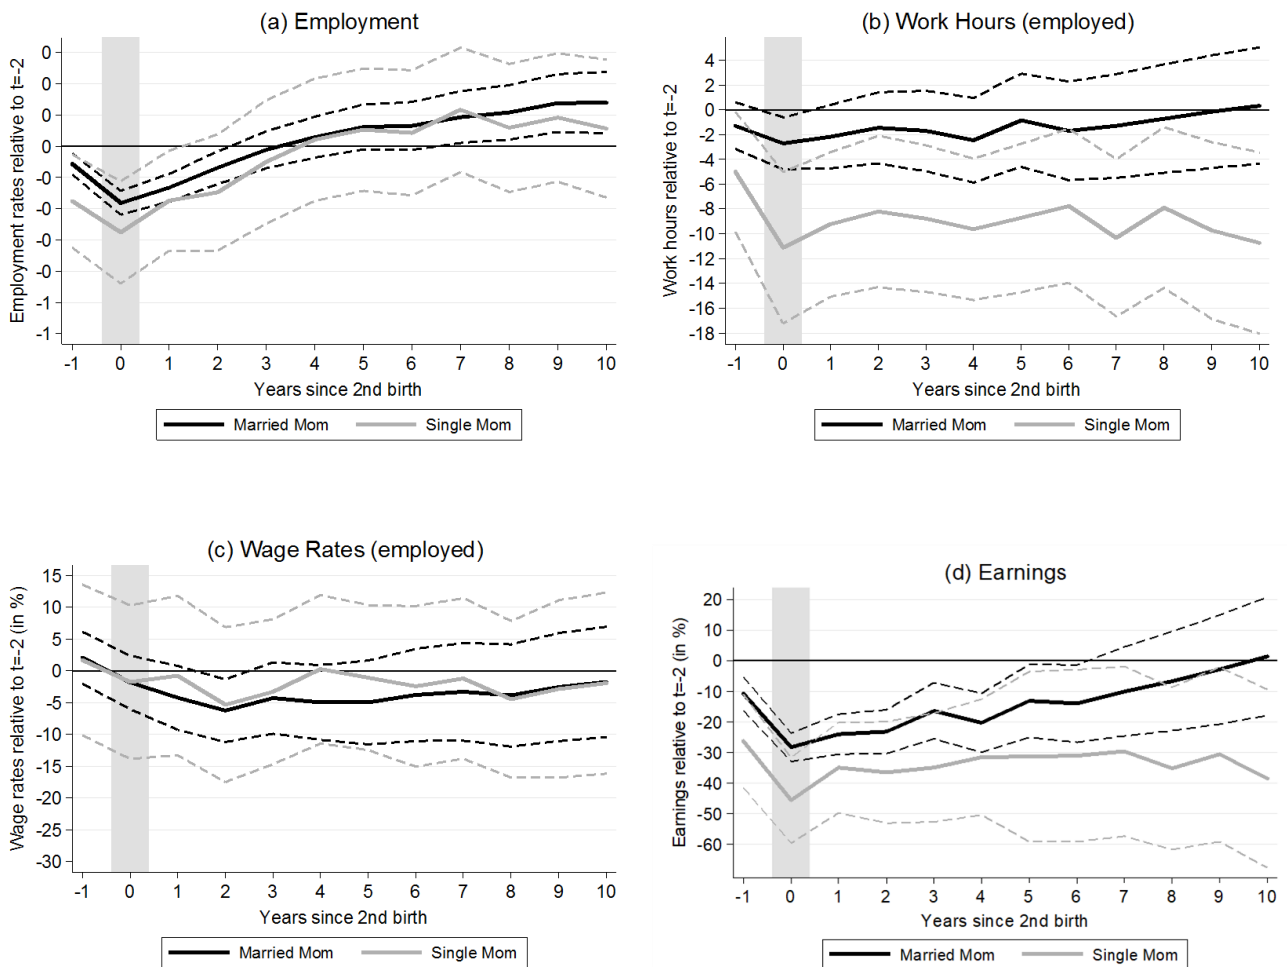 (a) Employment
Employment rates relative to t=-2
0
0
0
0
-0
-0
-0
-0
-1
-1
-1 0 1 2 3 4 5 6 7 8 9 10
Years since 2nd birth
Married Mom Single Mom
(b) Work Hours (employed)
Work hours relative to t=-2
4
2
0
-2
-4
-6
-8
-10
-12
-14
-16
-18
-1 0 1 2 3 4 5 6 7 8 9 10
Years since 2nd birth
Married Mom Single Mom
(c) Wage Rates (employed)
Wage rates relative to t=-2 (in %)
15
10
5
0
-5
-10
-15
-20
-25
-30
-1 0 1 2 3 4 5 6 7 8 9 10
Years since 2nd birth
Married Mom Single Mom
(d) Earnings
Earnings relative to t=-2 (in %)
20
10
0
-10
-20
-30
-40
-50
-60
-1 0 1 2 3 4 5 6 7 8 9 10
Years since 2nd birth
Married Mom Single Mom